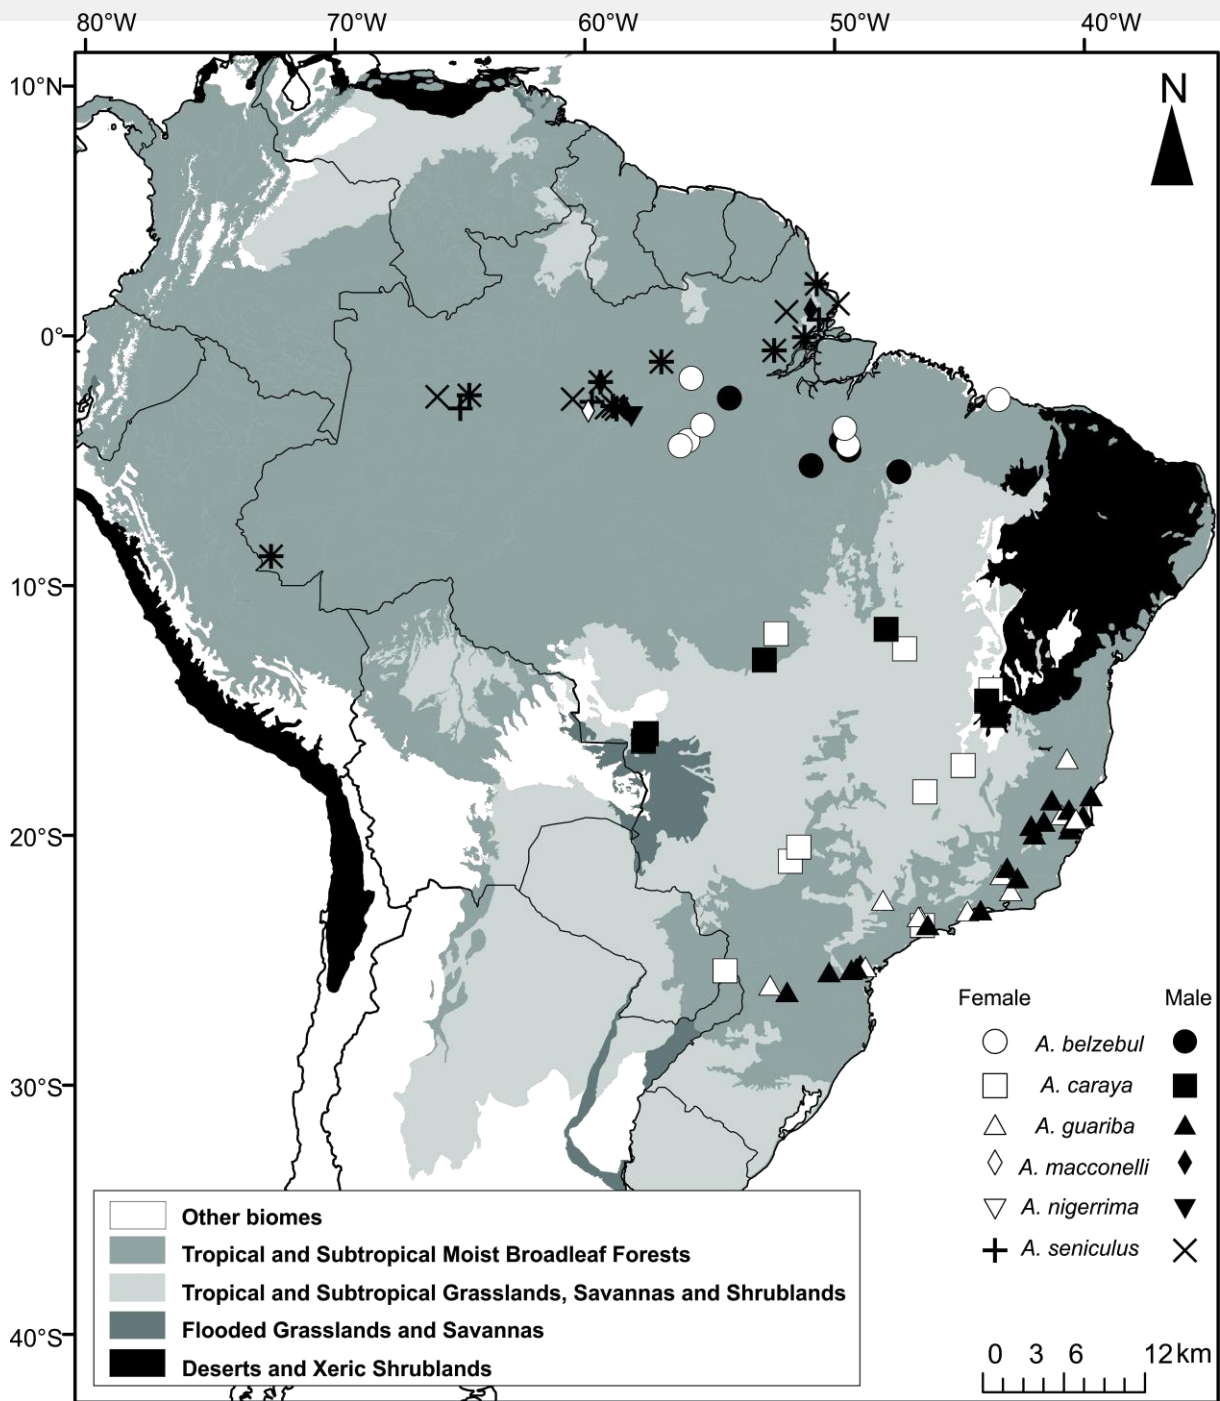 80°W 70°W 60°W 50°W 40°W
10°N
N
0°
10°S
20°S
30°S
40°S
Female Male
A. belzebul
A. caraya
A. guariba
A. macconelli
A. nigerrima
A. seniculus
Other biomes
Tropical and Subtropical Moist Broadleaf Forests
Tropical and Subtropical Grasslands, Savannas and Shrublands
Flooded Grasslands and Savannas
Deserts and Xeric Shrublands
0 3 6 12 km